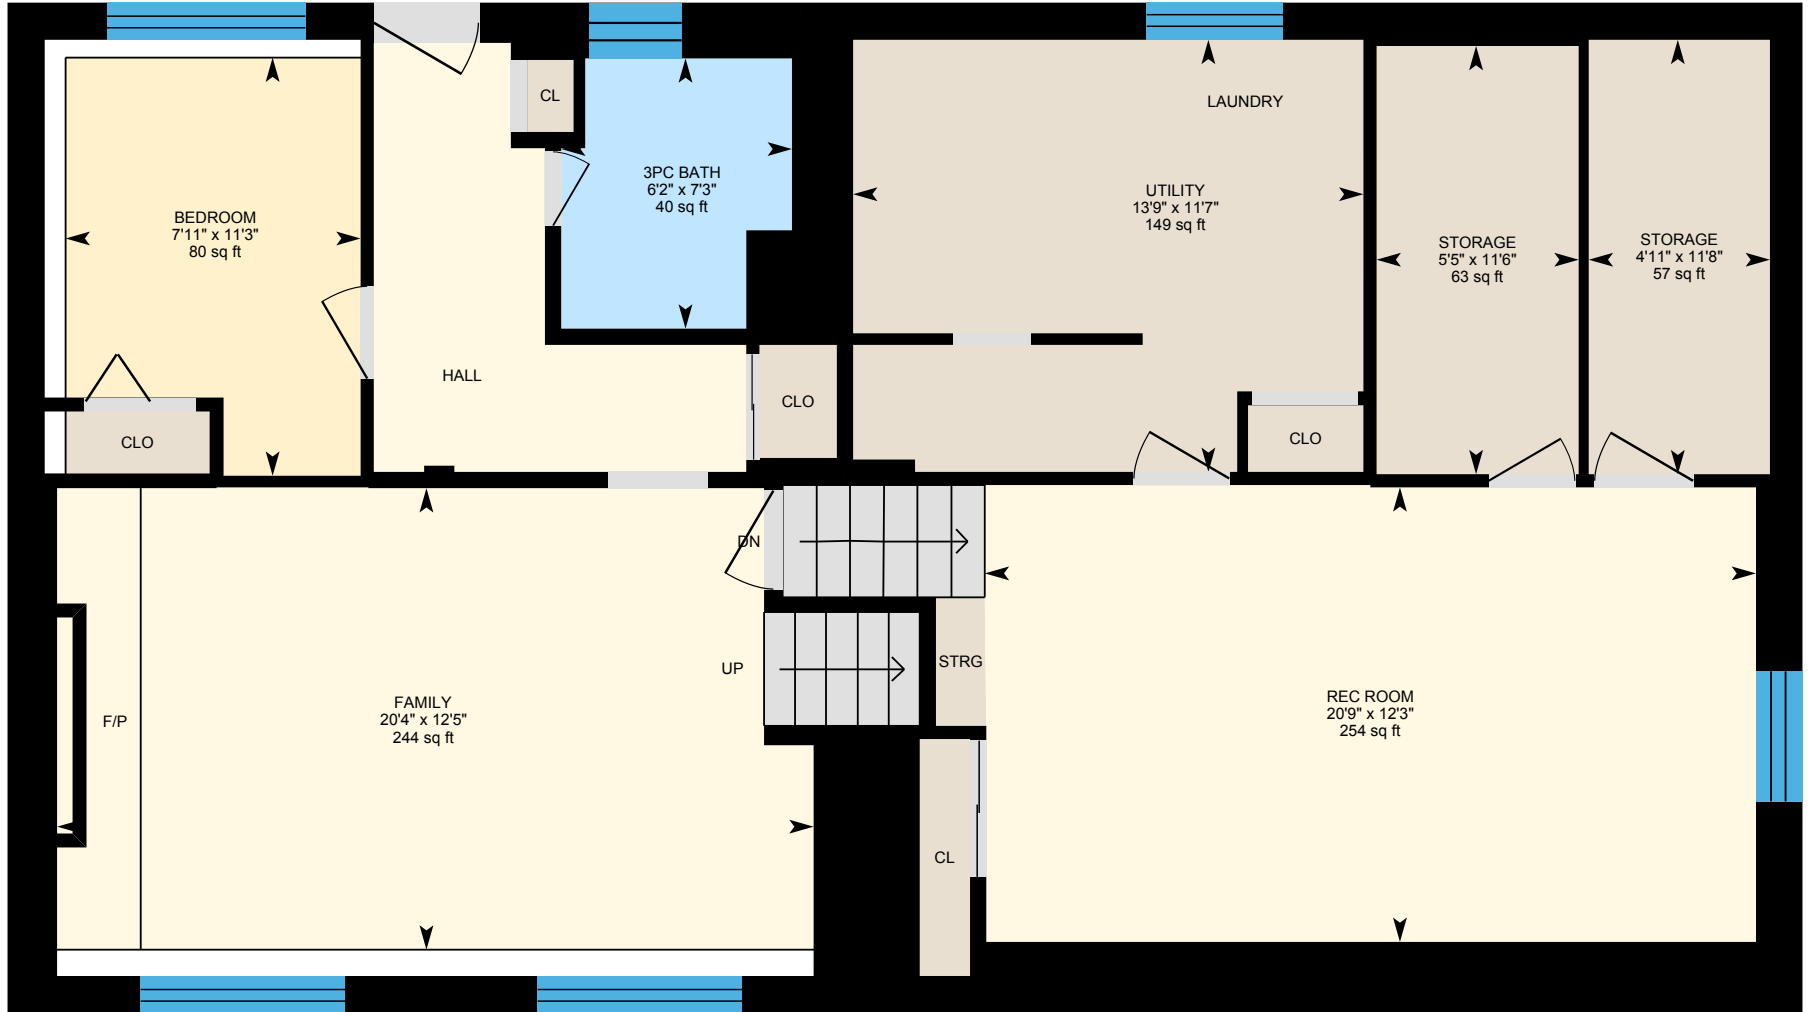 CL
LAUNDRY
3PC BATH
6'2" x 7'3"
40 sq ft
UTILITY
13'9" x 11'7"
149 sq ft
BEDROOM
7'11" x 11'3"
80 sq ft
STORAGE
5'5" x 11'6"
63 sq ft
STORAGE
4'11" x 11'8"
57 sq ft
HALL
CLO
CLO
CLO
DN
UP
STRG
F/P
FAMILY
20'4" x 12'5"
244 sq ft
REC ROOM
20'9" x 12'3"
254 sq ft
CL